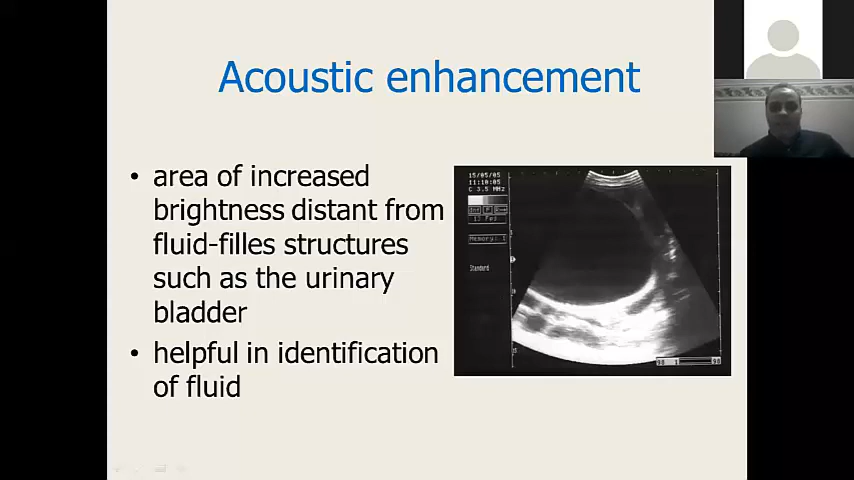 Acoustic enhancement
• area of increased
brightness distant from
fluid-filles structures
such as the urinary
bladder
• helpful in identification
of fluid
15/05/05
11:10:05
C 3.5 MHz
Memory: 1
Standard